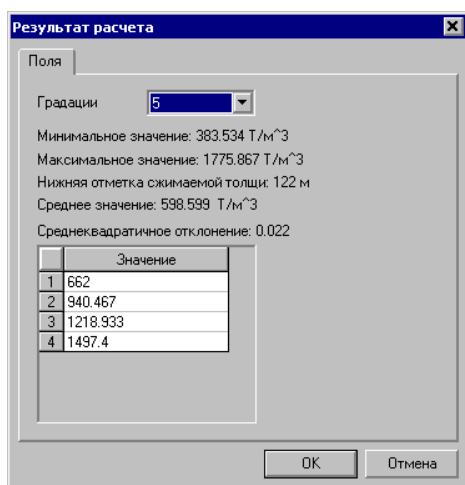 Результат расчета
Поля
Градации 5
Минимальное значение: 383.534 Т/м^3
Максимальное значение: 1775.867 Т/м^3
Нижняя отметка сжимаемой толщи: 122 м
Среднее значение: 598.599 Т/м^3
Среднеквадратичное отклонение: 0.022
Значение
1 662
2 940.467
3 1218.933
4 1497.4
OK Отмена